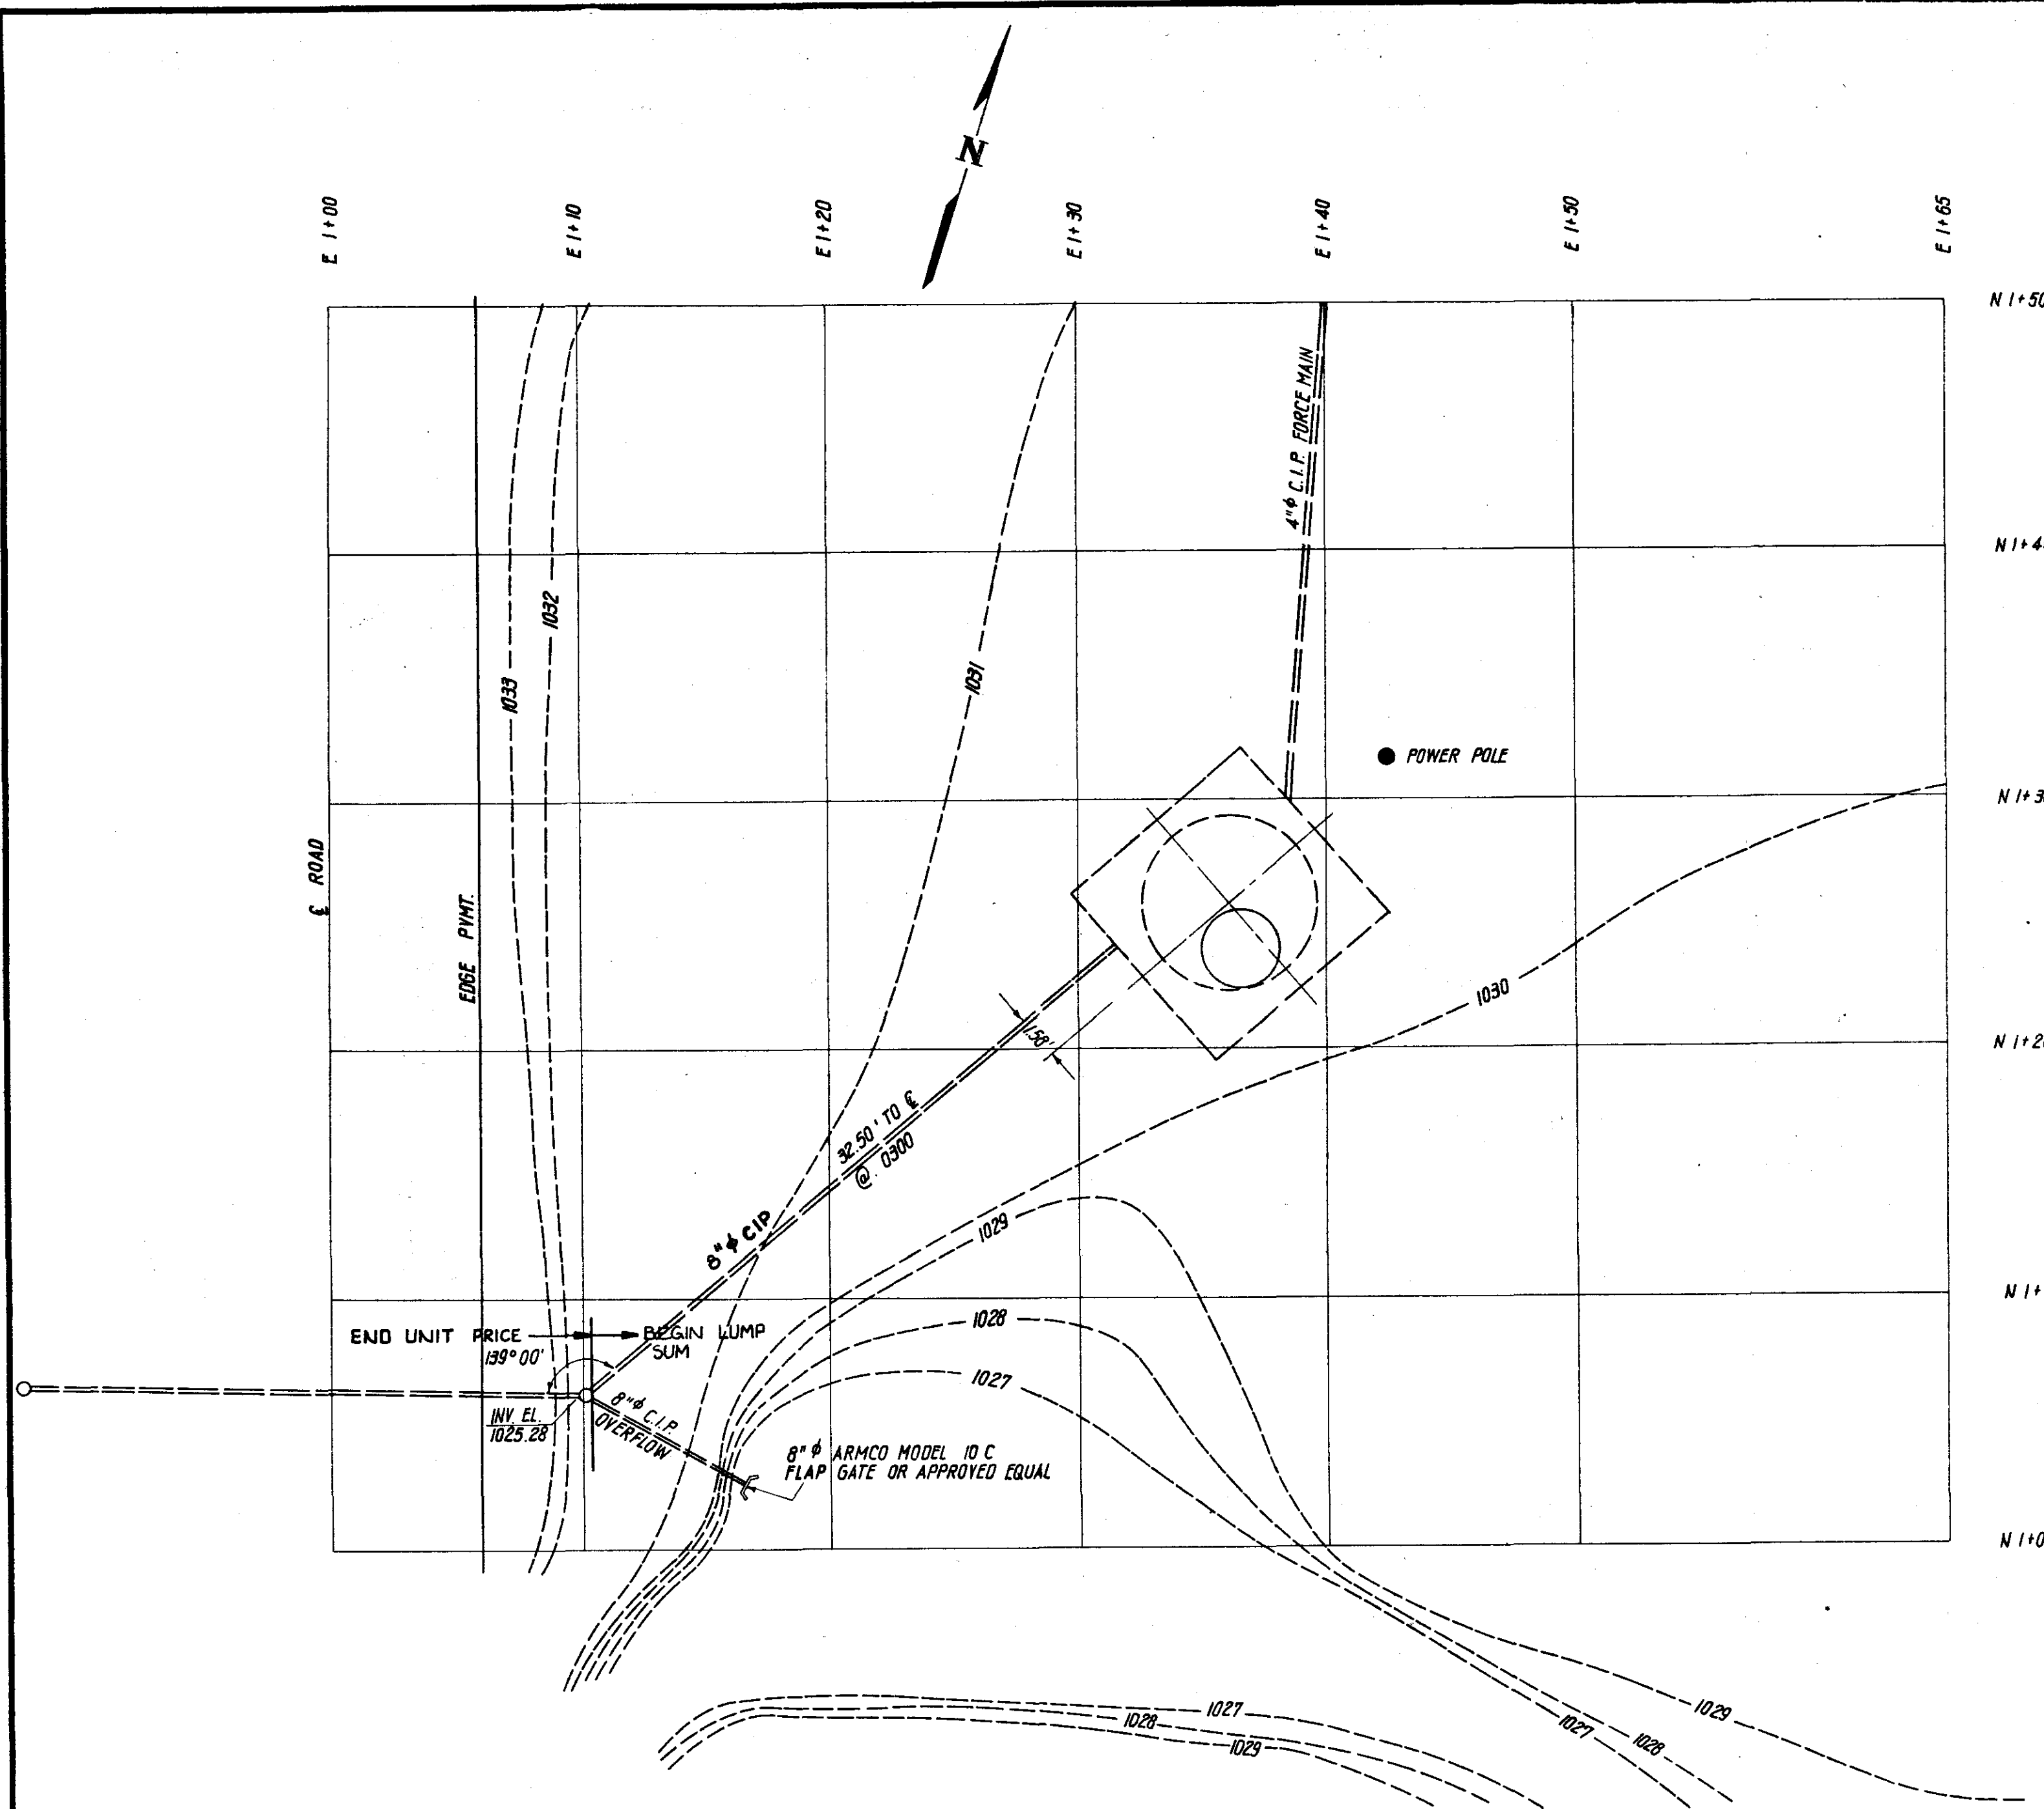 N
E 1+00
E 1+10
E 1+20
E 1+30
E 1+40
E 1+50
E 1+65
N 1+50
4"ϕ C.I.P. FORCE MAIN
N 1+4
1032
1033
1031
POWER POLE
N 1+3
℄ ROAD
EDGE PVMT.
1030
1.58'
N 1+20
32.50' TO ℄
@ .0300
8"ϕ CIP
1029
N 1+
1028
END UNIT PRICE
BEGIN LUMP
SUM
139°00'
1027
INV. EL.
1025.28
8"ϕ C.I.P.
OVERFLOW
8"ϕ ARMCO MODEL 10 C
FLAP GATE OR APPROVED EQUAL
N 1+0
1027
1028
1029
1027
1028
1029